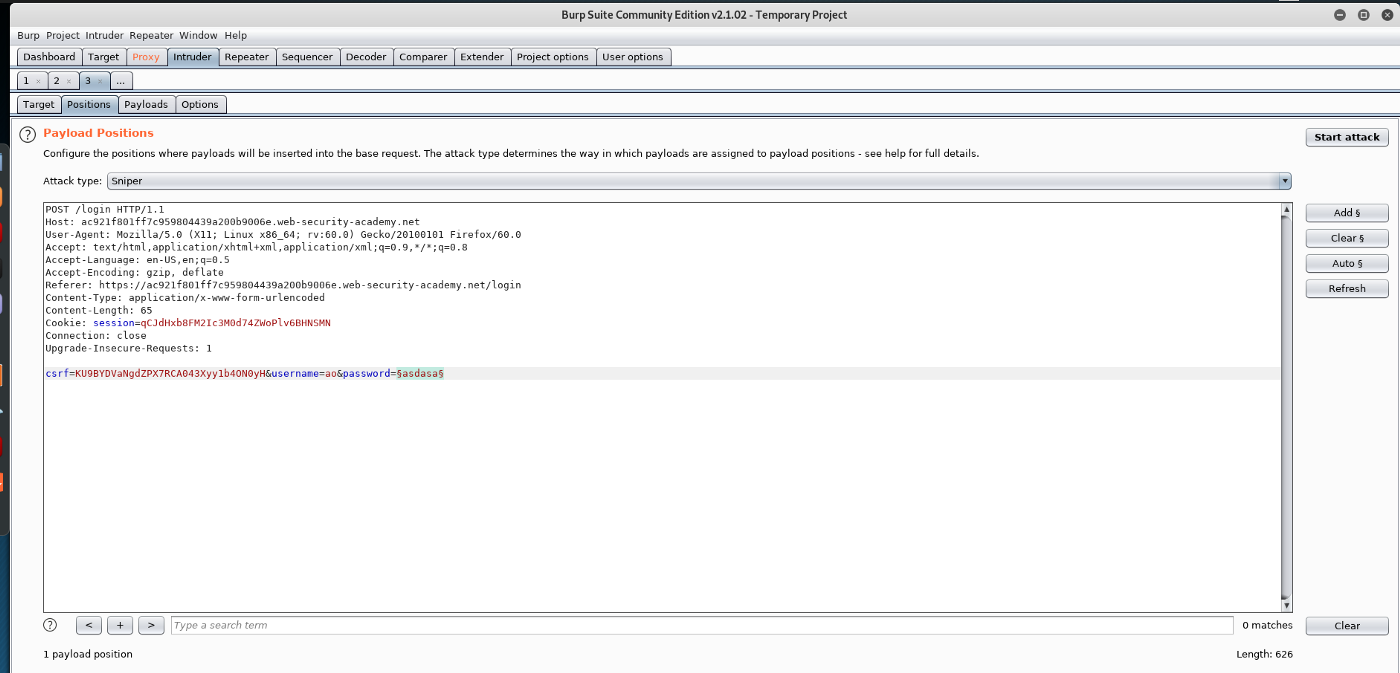 Burp Suite Community Edition v2.1.02 - Temporary Project
Burp Project Intruder Repeater Window Help
Dashboard Target Proxy Intruder Repeater Sequencer Decoder Comparer Extender Project options User options
1 × 2 × 3 × ...
Target Positions Payloads Options
? Payload Positions
Start attack
Configure the positions where payloads will be inserted into the base request. The attack type determines the way in which payloads are assigned to payload positions - see help for full details.
Attack type: Sniper
POST /login HTTP/1.1
Host: ac921f801ff7c959804439a200b9006e.web-security-academy.net
User-Agent: Mozilla/5.0 (X11; Linux x86_64; rv:60.0) Gecko/20100101 Firefox/60.0
Accept: text/html,application/xhtml+xml,application/xml;q=0.9,*/*;q=0.8
Accept-Language: en-US,en;q=0.5
Accept-Encoding: gzip, deflate
Referer: https://ac921f801ff7c959804439a200b9006e.web-security-academy.net/login
Content-Type: application/x-www-form-urlencoded
Content-Length: 65
Cookie: session=qCJdHxb8FM2Ic3M0d74ZWoPlv6BHNSMN
Connection: close
Upgrade-Insecure-Requests: 1
csrf=KU9BYDVaNgdZPX7RCA043Xyy1b4ON0yH&username=ao&password=§asdasa§
Add §
Clear §
Auto §
Refresh
? < + > Type a search term 0 matches Clear
1 payload position Length: 626